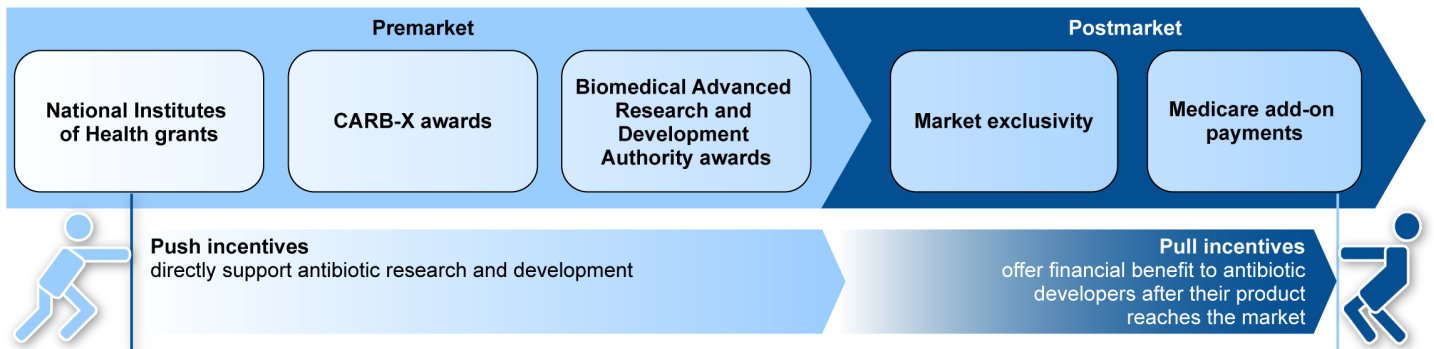 Premarket
Postmarket
National Institutes
of Health grants
CARB-X awards
Biomedical Advanced
Research and
Development
Authority awards
Market exclusivity
Medicare add-on
payments
Push incentives
directly support antibiotic research and development
Pull incentives
offer financial benefit to antibiotic
developers after their product
reaches the market